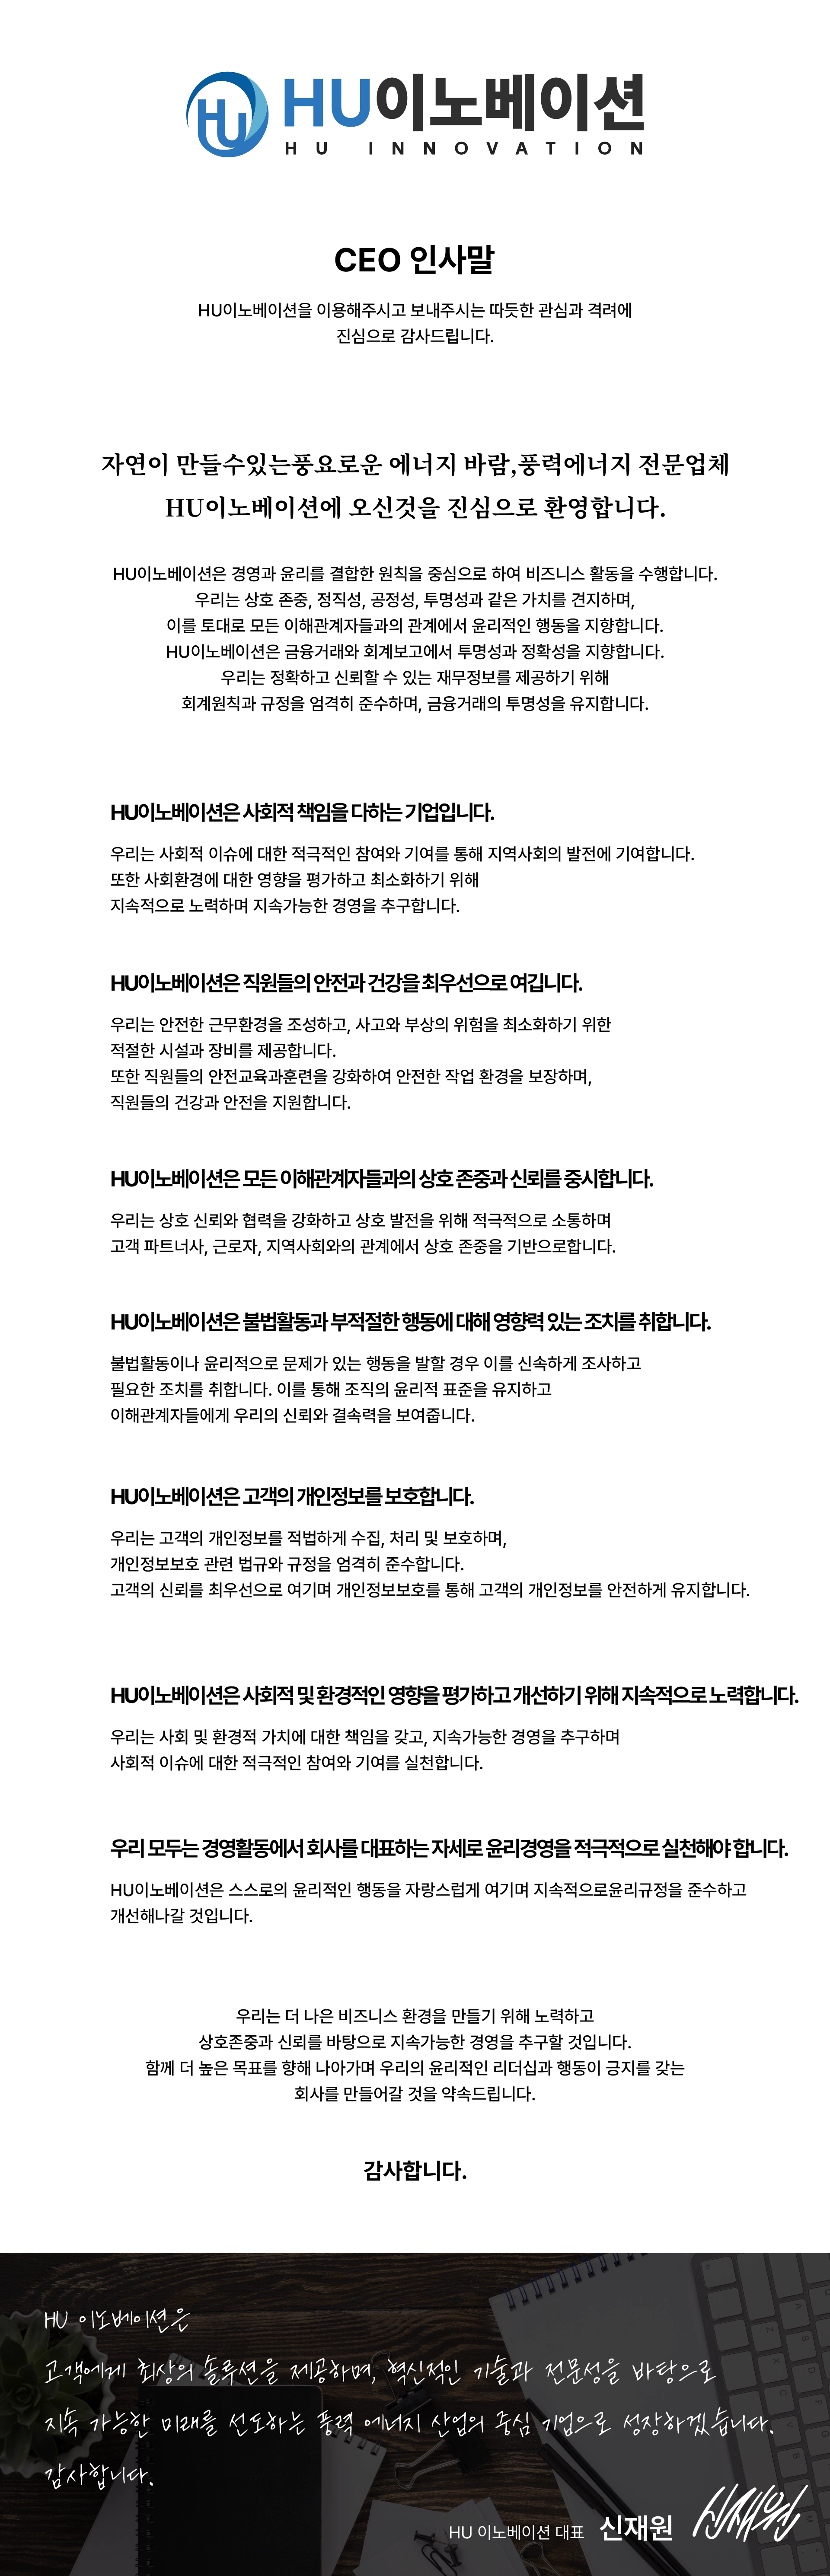 HU이노베이션
HU INNOVATION
CEO 인사말
HU이노베이션을 이용해주시고 보내주시는 따듯한 관심과 격려에
진심으로 감사드립니다.
자연이 만들수있는풍요로운 에너지 바람,풍력에너지 전문업체
HU이노베이션에 오신것을 진심으로 환영합니다.
HU이노베이션은 경영과 윤리를 결합한 원칙을 중심으로 하여 비즈니스 활동을 수행합니다.
우리는 상호 존중, 정직성, 공정성, 투명성과 같은 가치를 견지하며,
이를 토대로 모든 이해관계자들과의 관계에서 윤리적인 행동을 지향합니다.
HU이노베이션은 금융거래와 회계보고에서 투명성과 정확성을 지향합니다.
우리는 정확하고 신뢰할 수 있는 재무정보를 제공하기 위해
회계원칙과 규정을 엄격히 준수하며, 금융거래의 투명성을 유지합니다.
HU이노베이션은 사회적 책임을 다하는 기업입니다.
우리는 사회적 이슈에 대한 적극적인 참여와 기여를 통해 지역사회의 발전에 기여합니다.
또한 사회환경에 대한 영향을 평가하고 최소화하기 위해
지속적으로 노력하며 지속가능한 경영을 추구합니다.
HU이노베이션은 직원들의 안전과 건강을 최우선으로 여깁니다.
우리는 안전한 근무환경을 조성하고, 사고와 부상의 위험을 최소화하기 위한
적절한 시설과 장비를 제공합니다.
또한 직원들의 안전교육과훈련을 강화하여 안전한 작업 환경을 보장하며,
직원들의 건강과 안전을 지원합니다.
HU이노베이션은 모든 이해관계자들과의 상호 존중과 신뢰를 중시합니다.
우리는 상호 신뢰와 협력을 강화하고 상호 발전을 위해 적극적으로 소통하며
고객 파트너사, 근로자, 지역사회와의 관계에서 상호 존중을 기반으로합니다.
HU이노베이션은 불법활동과 부적절한 행동에 대해 영향력 있는 조치를 취합니다.
불법활동이나 윤리적으로 문제가 있는 행동을 발할 경우 이를 신속하게 조사하고
필요한 조치를 취합니다. 이를 통해 조직의 윤리적 표준을 유지하고
이해관계자들에게 우리의 신뢰와 결속력을 보여줍니다.
HU이노베이션은 고객의 개인정보를 보호합니다.
우리는 고객의 개인정보를 적법하게 수집, 처리 및 보호하며,
개인정보보호 관련 법규와 규정을 엄격히 준수합니다.
고객의 신뢰를 최우선으로 여기며 개인정보보호를 통해 고객의 개인정보를 안전하게 유지합니다.
HU이노베이션은 사회적 및 환경적인 영향을 평가하고 개선하기 위해 지속적으로 노력합니다.
우리는 사회 및 환경적 가치에 대한 책임을 갖고, 지속가능한 경영을 추구하며
사회적 이슈에 대한 적극적인 참여와 기여를 실천합니다.
우리 모두는 경영활동에서 회사를 대표하는 자세로 윤리경영을 적극적으로 실천해야 합니다.
HU이노베이션은 스스로의 윤리적인 행동을 자랑스럽게 여기며 지속적으로윤리규정을 준수하고
개선해나갈 것입니다.
우리는 더 나은 비즈니스 환경을 만들기 위해 노력하고
상호존중과 신뢰를 바탕으로 지속가능한 경영을 추구할 것입니다.
함께 더 높은 목표를 향해 나아가며 우리의 윤리적인 리더십과 행동이 긍지를 갖는
회사를 만들어갈 것을 약속드립니다.
감사합니다.
HU 이노베이션은
고객에게 최상의 솔루션을 제공하며, 혁신적인 기술과 전문성을 바탕으로
지속 가능한 미래를 선도하는 풍력 에너지 산업의 중심 기업으로 성장하겠습니다.
감사합니다.
HU 이노베이션 대표 신재원 신재원